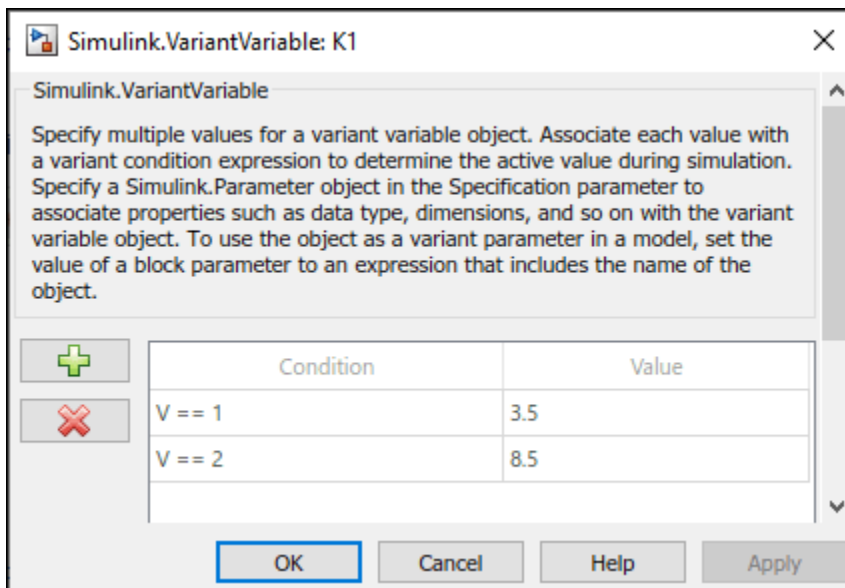 Simulink.VariantVariable: K1
Simulink.VariantVariable
Specify multiple values for a variant variable object. Associate each value with
a variant condition expression to determine the active value during simulation.
Specify a Simulink.Parameter object in the Specification parameter to
associate properties such as data type, dimensions, and so on with the variant
variable object. To use the object as a variant parameter in a model, set the
value of a block parameter to an expression that includes the name of the
object.
Condition Value
V == 1 3.5
V == 2 8.5
OK Cancel Help Apply